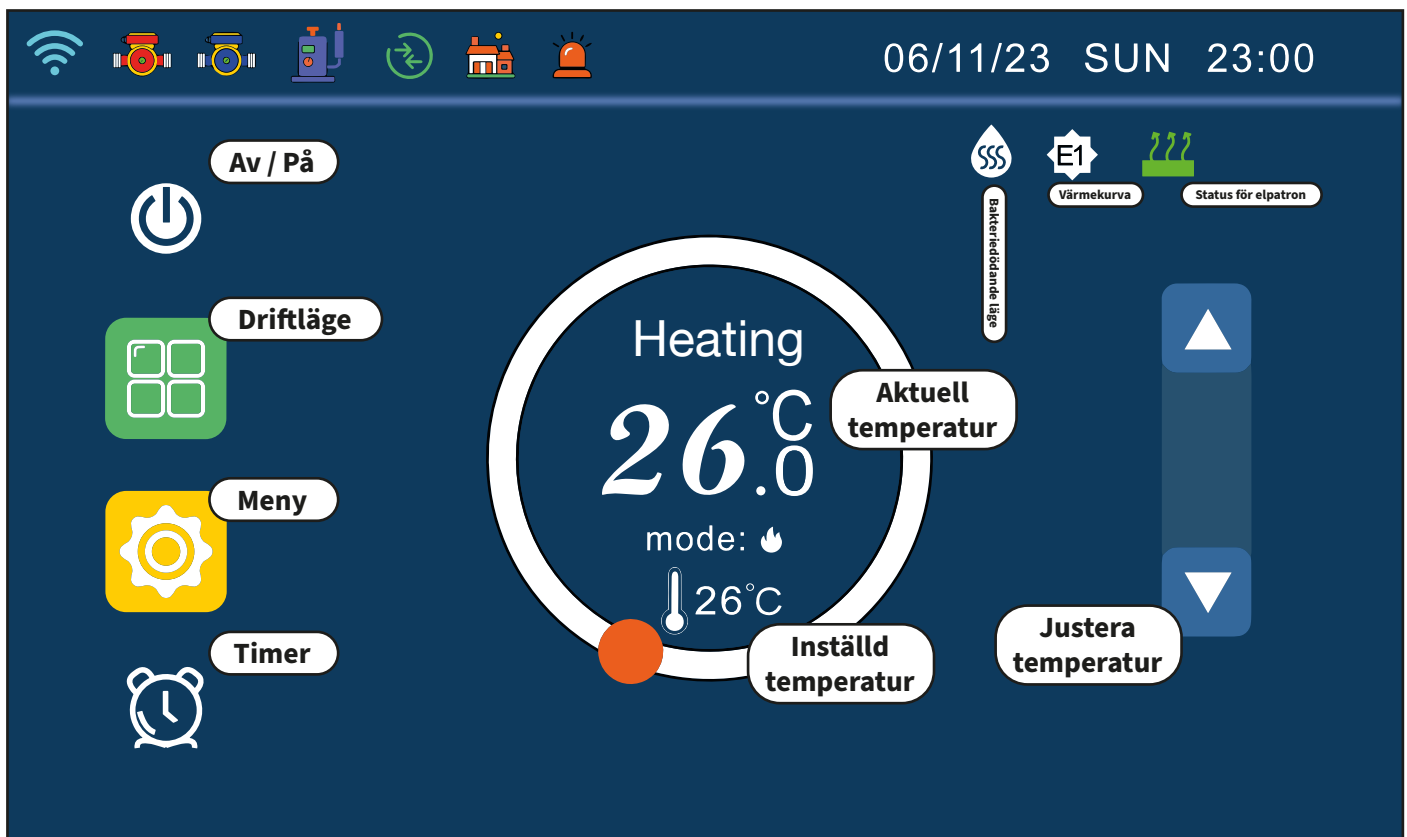 06/11/23 SUN 23:00
Av / På
E1
Värmekurva
Status för elpatron
Bakteriedödande läge
Driftläge
Heating
26.0°C
Aktuell
temperatur
Meny
mode:
26°C
Inställd
temperatur
Justera
temperatur
Timer